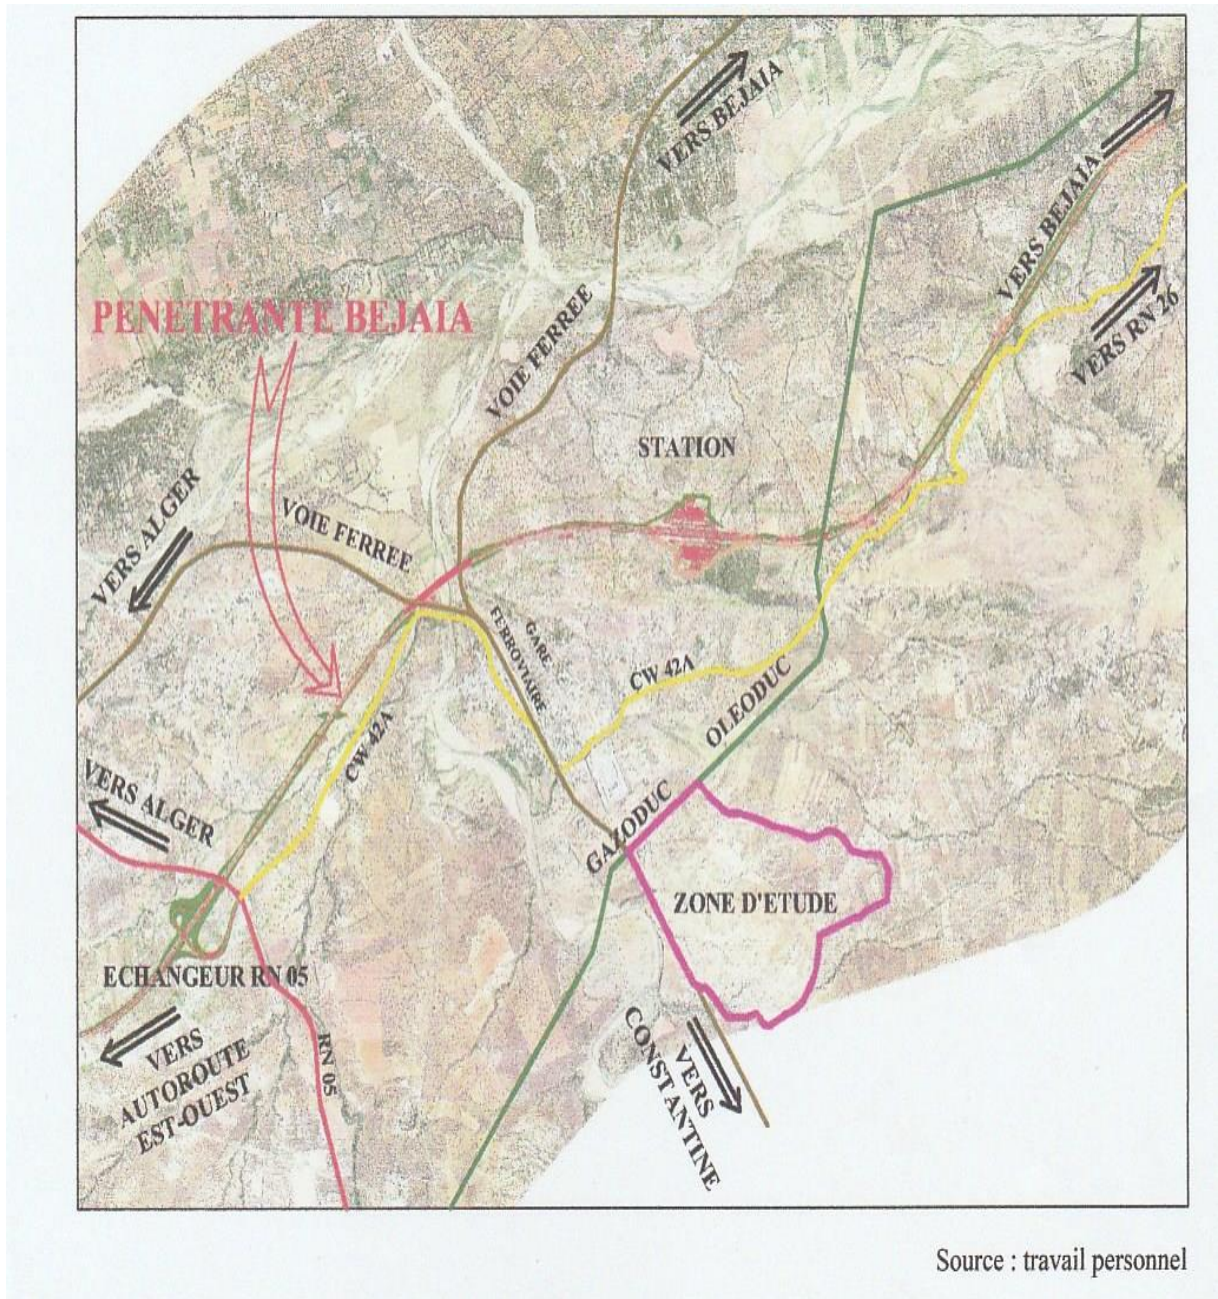 VERS BEJAIA
VERS BEJAIA
VERS RN 26
PENETRANTE BEJAIA
VOIE FERREE
STATION
VERS ALGER
VOIE FERREE
GARE
FERROVIAIRE
CW 42A
OLEODUC
CW 42A
VERS ALGER
GAZODUC
ZONE D'ETUDE
ECHANGEUR RN 05
VERS
AUTOROUTE
EST-OUEST
RN 05
VERS
CONSTANTINE
Source : travail personnel